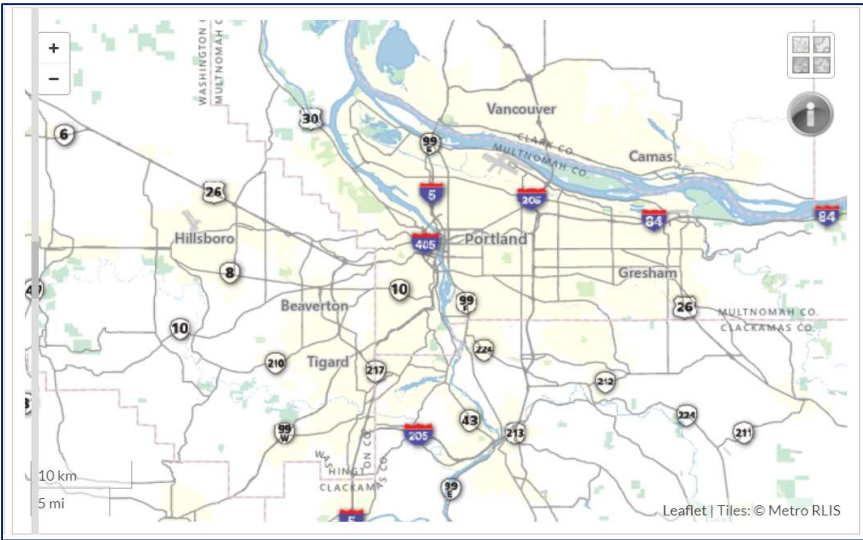 +
−
WASHINGTON C
MULTNOMAH C
30
Vancouver
6
99
E
CLARK CO.
MULTNOMAH CO.
Camas
26
5
205
84
84
Hillsboro
405
Portland
8
Gresham
10
99
E
26
Beaverton
MULTNOMAH CO.
CLACKAMAS CO.
10
224
210
Tigard
217
212
224
43
99
W
205
213
211
WASHINGTON CO.
CLACKAMAS CO.
10 km
5 mi
99
E
5
Leaflet | Tiles: © Metro RLIS